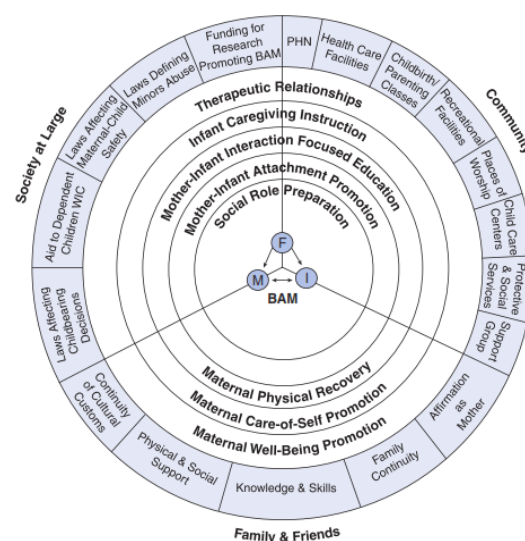 Society at Large
Community
Family & Friends
Funding for
Research
Promoting BAM
PHN
Health Care
Facilities
Childbirth/
Parenting
Classes
Recreational
Facilities
Places of
Worship
Child Care
Centers
Protective
& Social
Services
Support
Group
Affirmation
as
Mother
Family
Continuity
Knowledge & Skills
Physical & Social
Support
Continuity
of Cultural
Customs
Laws Affecting
Childbearing
Decisions
Aid to Dependent
Children WIC
Laws Affecting
Maternal-Child
Safety
Laws Defining
Minors Abuse
Therapeutic Relationships
Infant Caregiving Instruction
Mother-Infant Interaction Focused Education
Mother-Infant Attachment Promotion
Social Role Preparation
F
M
I
BAM
Maternal Physical Recovery
Maternal Care-of-Self Promotion
Maternal Well-Being Promotion